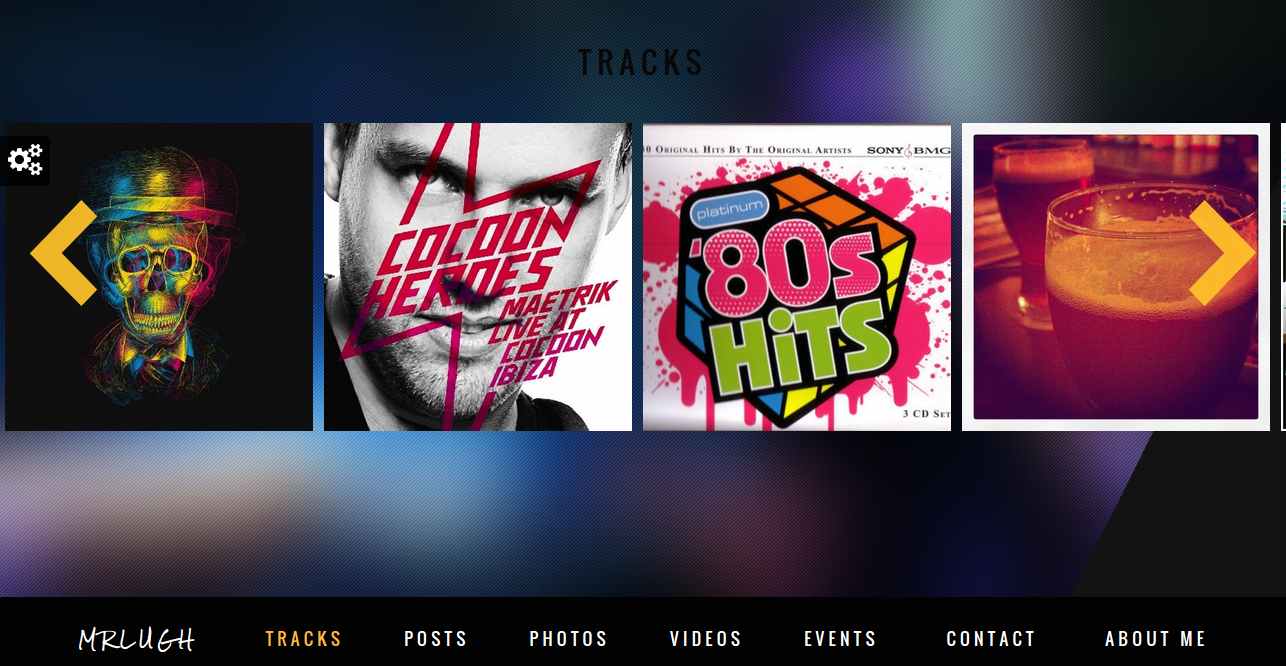 TRACKS
COCOON
HEROES
MAETRIK
LIVE AT
COCOON
IBIZA
0 ORIGINAL HITS BY THE ORIGINAL ARTISTS SONY BMG
platinum
'80s
HiTS
3 CD SET
MRLUGH TRACKS POSTS PHOTOS VIDEOS EVENTS CONTACT ABOUT ME